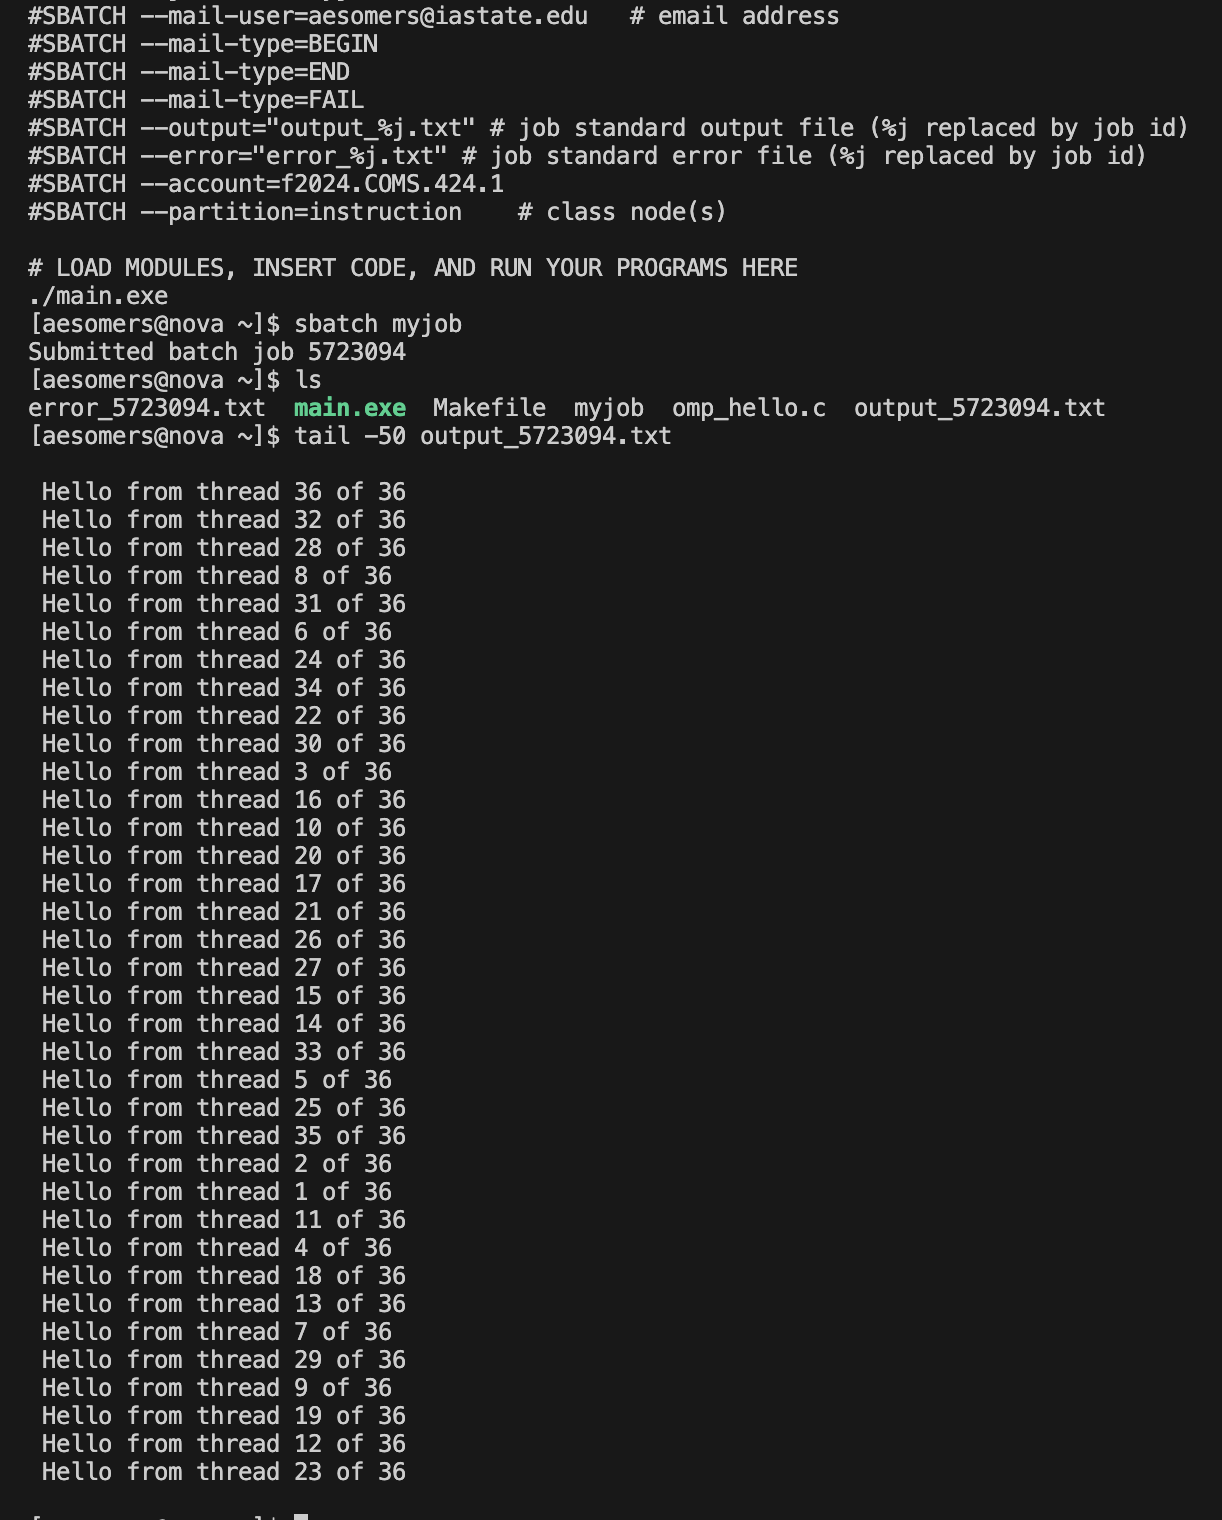 #SBATCH --mail-user=aesomers@iastate.edu   # email address
#SBATCH --mail-type=BEGIN
#SBATCH --mail-type=END
#SBATCH --mail-type=FAIL
#SBATCH --output="output_%j.txt" # job standard output file (%j replaced by job id)
#SBATCH --error="error_%j.txt" # job standard error file (%j replaced by job id)
#SBATCH --account=f2024.COMS.424.1
#SBATCH --partition=instruction    # class node(s)

# LOAD MODULES, INSERT CODE, AND RUN YOUR PROGRAMS HERE
./main.exe
[aesomers@nova ~]$ sbatch myjob
Submitted batch job 5723094
[aesomers@nova ~]$ ls
error_5723094.txt  main.exe  Makefile  myjob  omp_hello.c  output_5723094.txt
[aesomers@nova ~]$ tail -50 output_5723094.txt

Hello from thread 36 of 36
Hello from thread 32 of 36
Hello from thread 28 of 36
Hello from thread 8 of 36
Hello from thread 31 of 36
Hello from thread 6 of 36
Hello from thread 24 of 36
Hello from thread 34 of 36
Hello from thread 22 of 36
Hello from thread 30 of 36
Hello from thread 3 of 36
Hello from thread 16 of 36
Hello from thread 10 of 36
Hello from thread 20 of 36
Hello from thread 17 of 36
Hello from thread 21 of 36
Hello from thread 26 of 36
Hello from thread 27 of 36
Hello from thread 15 of 36
Hello from thread 14 of 36
Hello from thread 33 of 36
Hello from thread 5 of 36
Hello from thread 25 of 36
Hello from thread 35 of 36
Hello from thread 2 of 36
Hello from thread 1 of 36
Hello from thread 11 of 36
Hello from thread 4 of 36
Hello from thread 18 of 36
Hello from thread 13 of 36
Hello from thread 7 of 36
Hello from thread 29 of 36
Hello from thread 9 of 36
Hello from thread 19 of 36
Hello from thread 12 of 36
Hello from thread 23 of 36